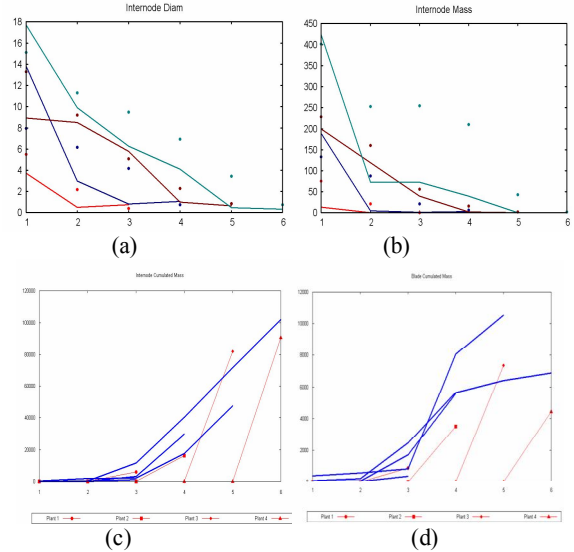 Internode Diam
18
16
14
12
10
8
6
4
2
0
1 2 3 4 5 6
(a)
Internode Mass
450
400
350
300
250
200
150
100
50
0
1 2 3 4 5 6
(b)
Internode Cumulated Mass
120000
100000
80000
60000
40000
20000
0
1 2 3 4 5 6
Plant 1 Plant 2 Plant 3 Plant 4
(c)
Blade Cumulated Mass
12000
10000
8000
6000
4000
2000
0
1 2 3 4 5 6
Plant 1 Plant 2 Plant 3 Plant 4
(d)